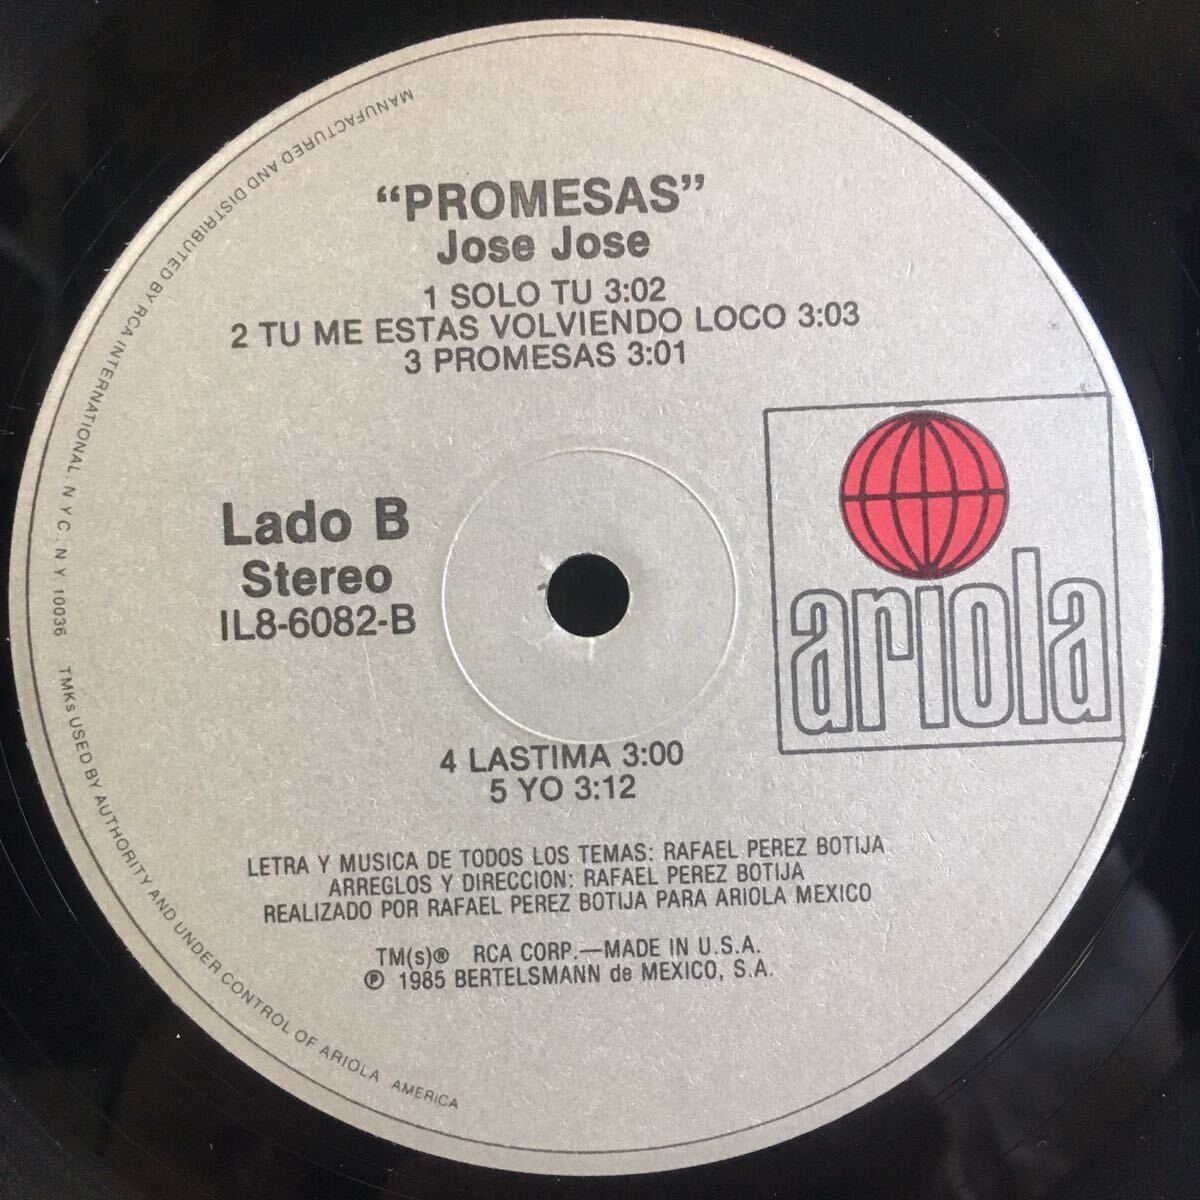 “PROMESAS”
Jose Jose
1 SOLO TU 3:02
2 TU ME ESTAS VOLVIENDO LOCO 3:03
3 PROMESAS 3:01
Lado B
Stereo
IL8-6082-B
ariola
4 LASTIMA 3:00
5 YO 3:12
LETRA Y MUSICA DE TODOS LOS TEMAS: RAFAEL PEREZ BOTIJA
ARREGLOS Y DIRECCION: RAFAEL PEREZ BOTIJA
REALIZADO POR RAFAEL PEREZ BOTIJA PARA ARIOLA MEXICO
TM(s)® RCA CORP.—MADE IN U.S.A.
℗ 1985 BERTELSMANN de MEXICO, S.A.
MANUFACTURED AND DISTRIBUTED BY RCA INTERNATIONAL. N Y C. N Y 10036 TMKs USED BY AUTHORITY AND UNDER CONTROL OF ARIOLA AMERICA